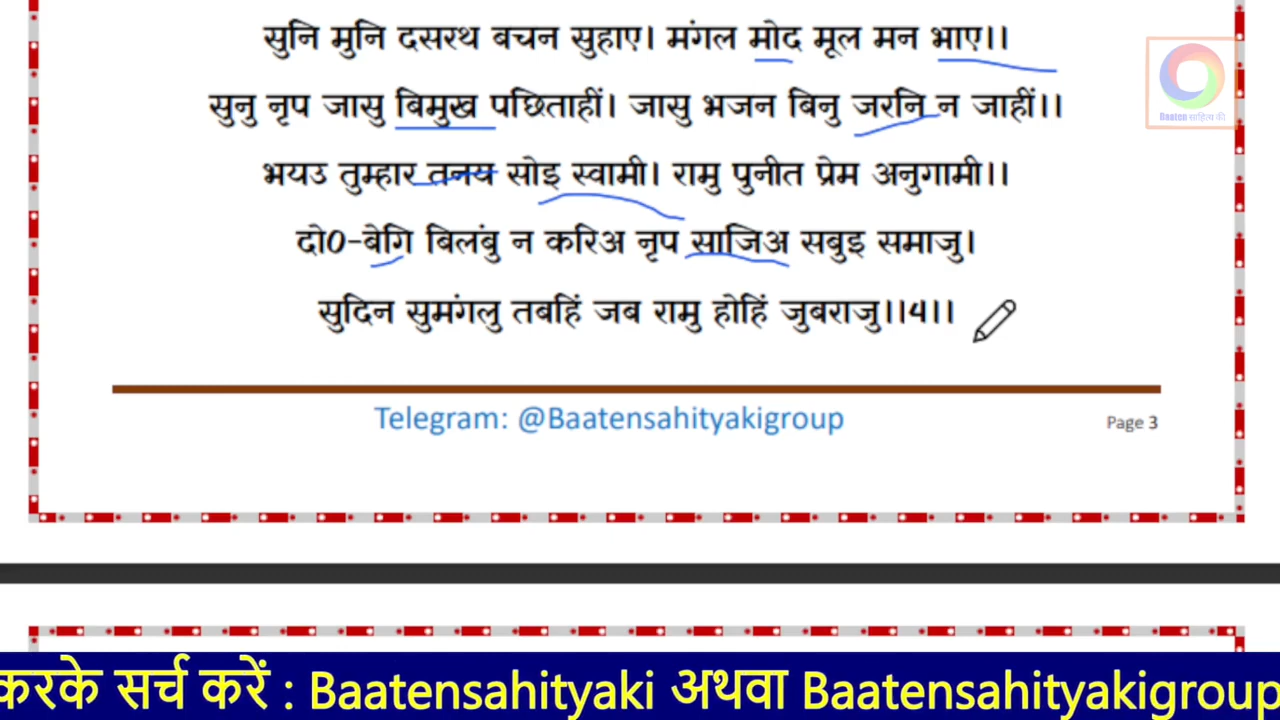 सुनि मुनि दसरथ बचन सुहाए। मंगल मोद मूल मन भाए।।
Baaten साहित्य की
सुनु नृप जासु बिमुख पछिताहीं। जासु भजन बिनु जरनि न जाहीं।।
भयउ तुम्हार तनय सोइ स्वामी। रामु पुनीत प्रेम अनुगामी।।
दो0-बेगि बिलंबु न करिअ नृप साजिअ सबुइ समाजु।
सुदिन सुमंगलु तबहिं जब रामु होहिं जुबराजु।।4।।
Telegram: @Baatensahityakigroup
Page 3
करके सर्च करें : Baatensahityaki अथवा Baatensahityakigroup